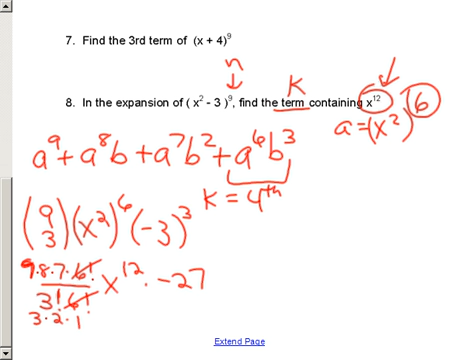 7. Find the 3rd term of (x + 4)⁹
n
↓
K
8. In the expansion of ( x² - 3 )⁹, find the term containing x¹²
a = (x²)⁶
a⁹ + a⁸b + a⁷b² + a⁶b³
K = 4th
(9 3) (x²)⁶ (-3)³
9·8·7·6! / 3! 6! x¹² · -27
3·2·1
Extend Page